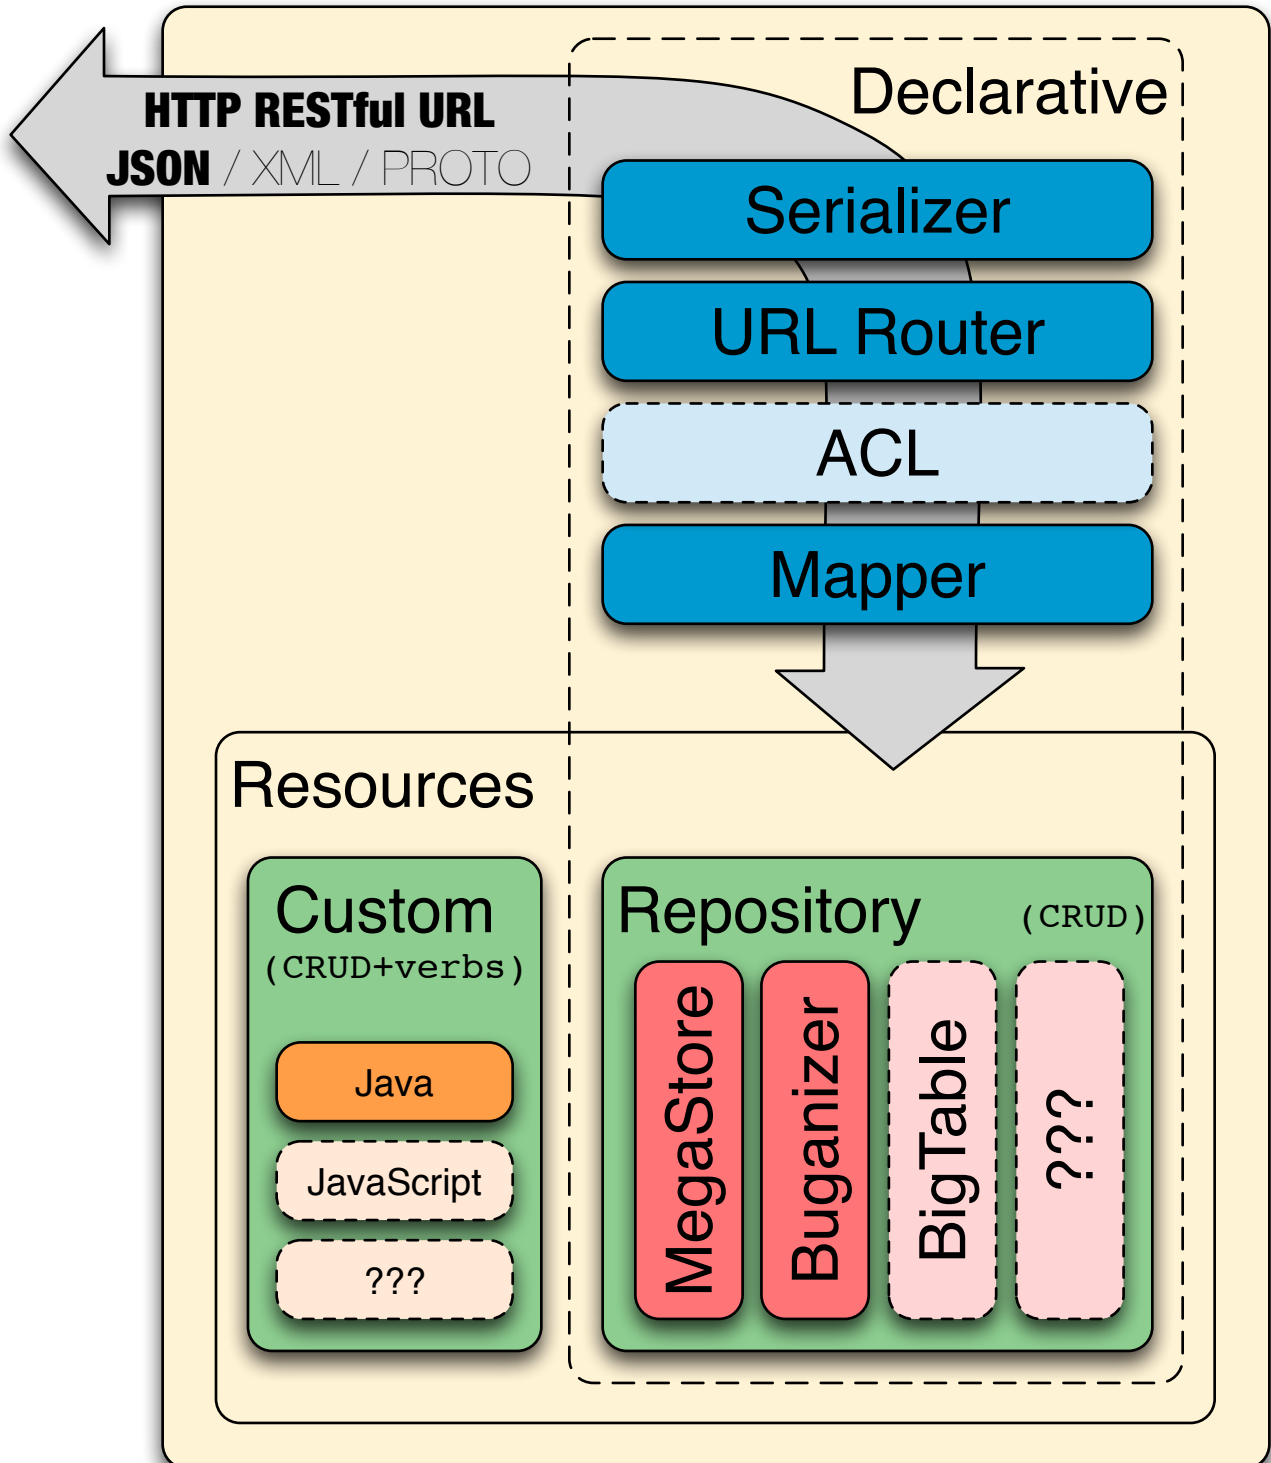 Declarative
HTTP RESTful URL
JSON / XML / PROTO
Serializer
URL Router
ACL
Mapper
Resources
Custom
(CRUD+verbs)
Java
JavaScript
???
Repository (CRUD)
MegaStore
Buganizer
BigTable
???